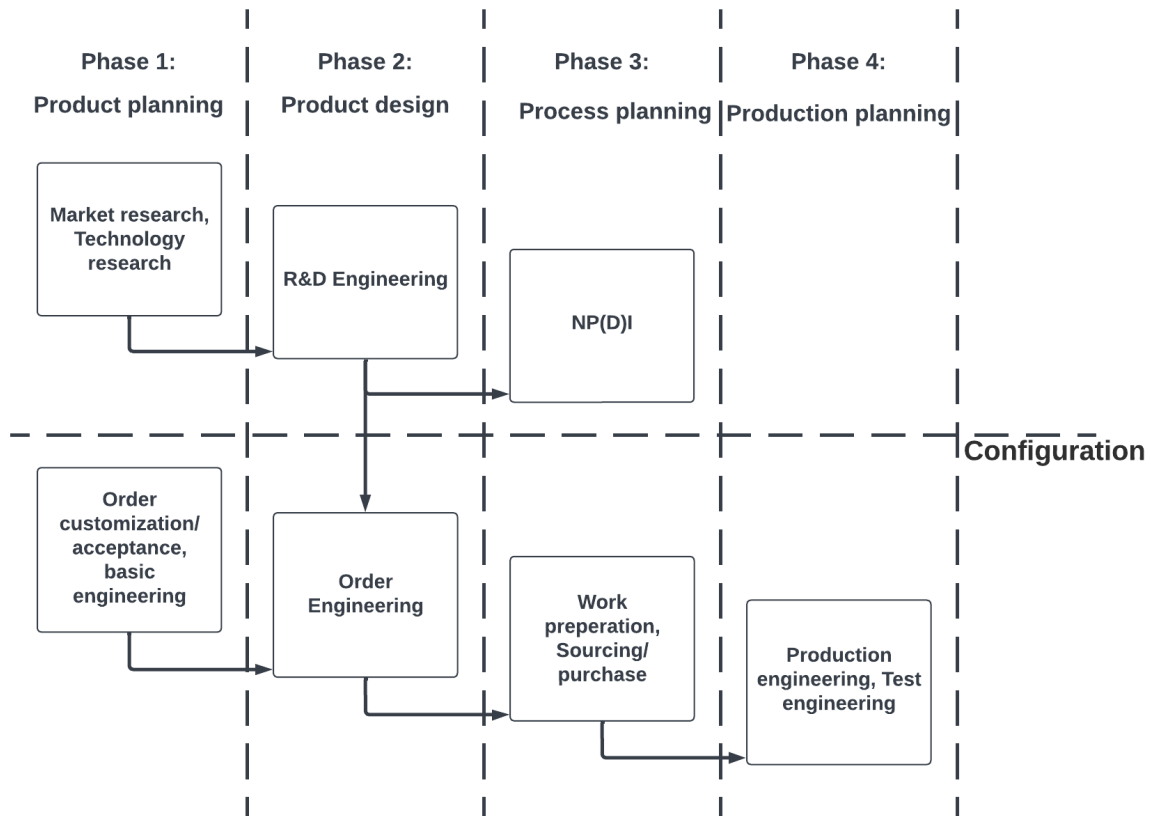 Phase 1:
Product planning
Phase 2:
Product design
Phase 3:
Process planning
Phase 4:
Production planning
Market research,
Technology
research
R&D Engineering
NP(D)I
Configuration
Order
customization/
acceptance,
basic
engineering
Order
Engineering
Work
preperation,
Sourcing/
purchase
Production
engineering, Test
engineering